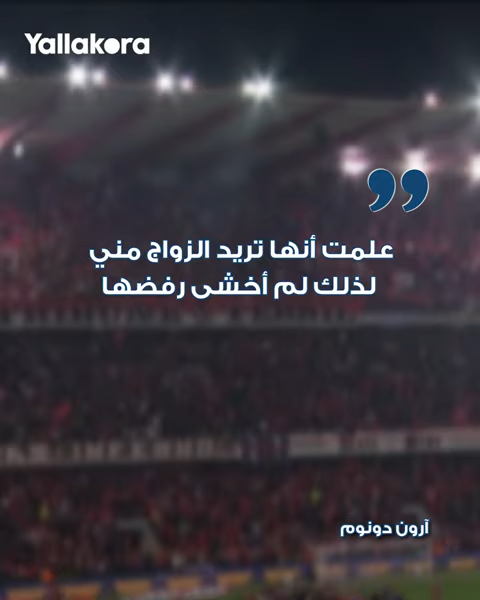 Yallakora
”
علمت أنها تريد الزواج مني
لذلك لم أخشى رفضها
آرون دونوم